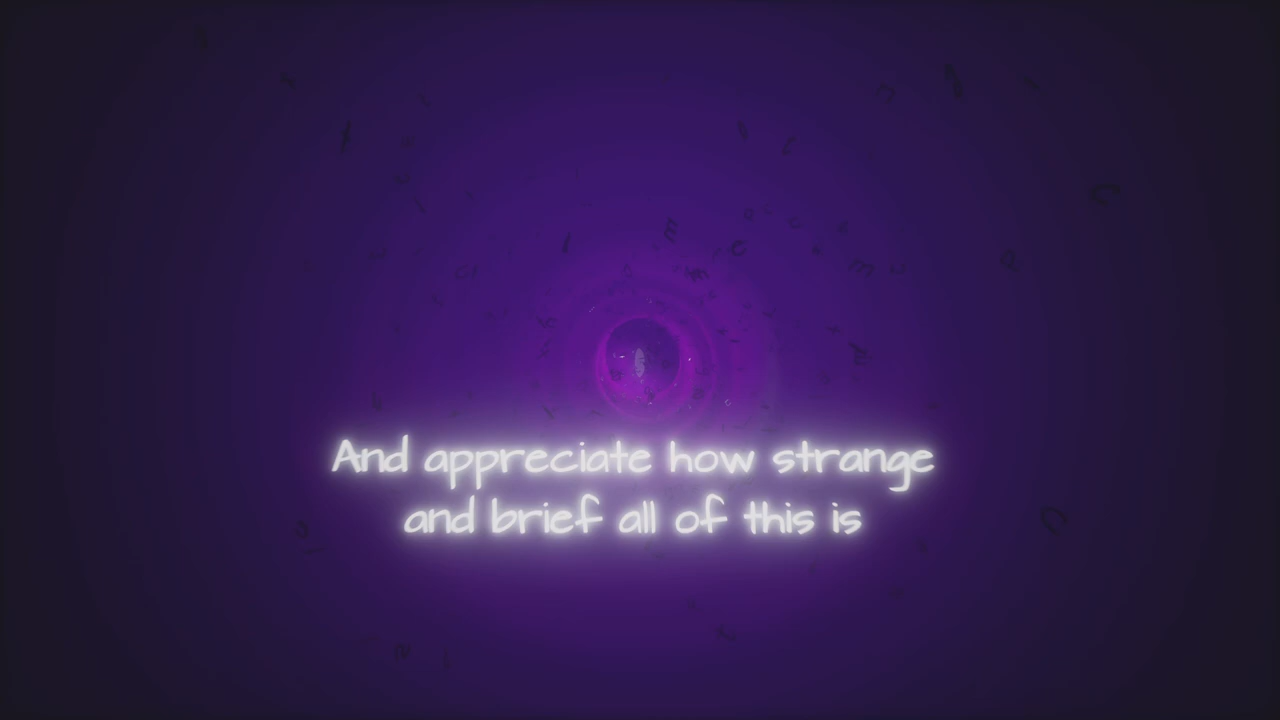 And appreciate how strange
and brief all of this is